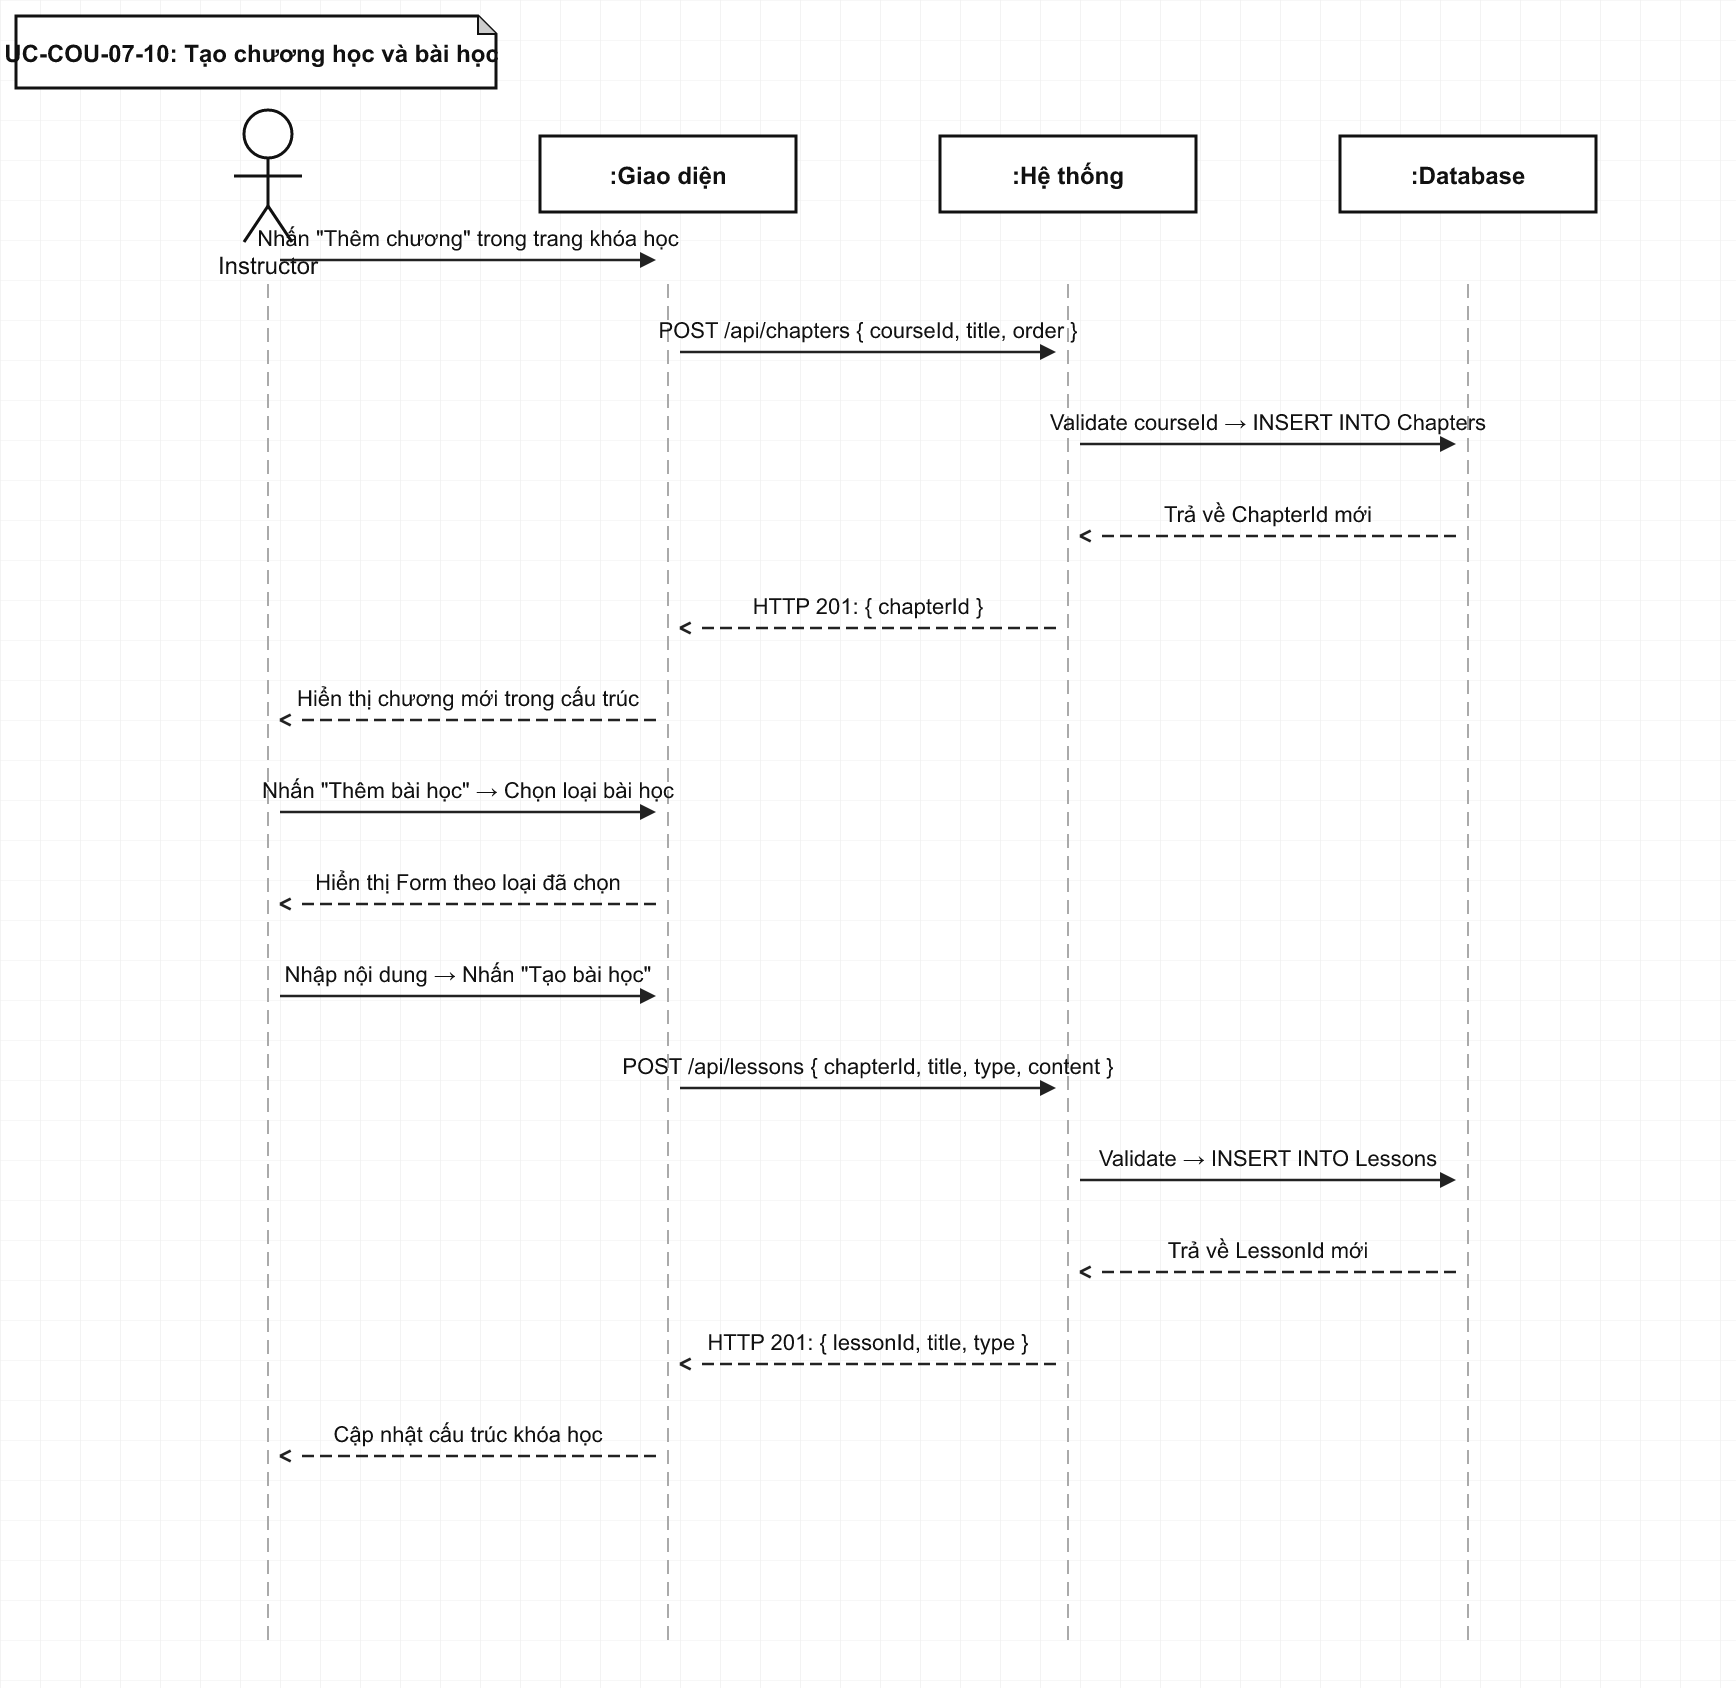 UC-COU-07-10: Tạo chương học và bài học
:Giao diện
:Hệ thống
:Database
Nhấn "Thêm chương" trong trang khóa học
Instructor
POST /api/chapters { courseId, title, order }
Validate courseId → INSERT INTO Chapters
Trả về ChapterId mới
HTTP 201: { chapterId }
Hiển thị chương mới trong cấu trúc
Nhấn "Thêm bài học" → Chọn loại bài học
Hiển thị Form theo loại đã chọn
Nhập nội dung → Nhấn "Tạo bài học"
POST /api/lessons { chapterId, title, type, content }
Validate → INSERT INTO Lessons
Trả về LessonId mới
HTTP 201: { lessonId, title, type }
Cập nhật cấu trúc khóa học